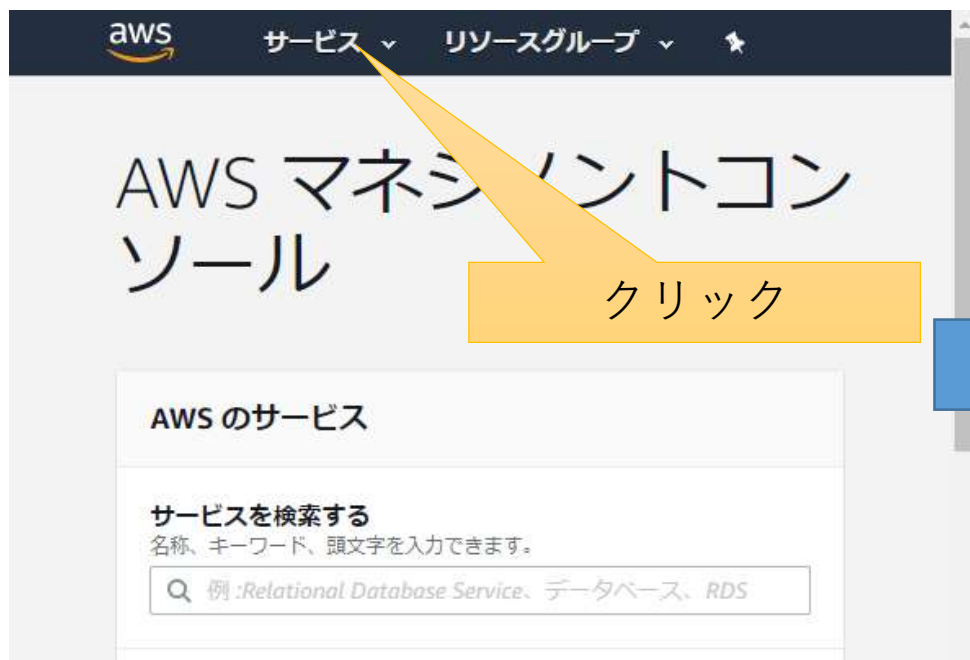 aws サービス リソースグループ
AWS マネジメントコン
ソール
クリック
AWS のサービス
サービスを検索する
名称、キーワード、頭文字を入力できます。
例 :Relational Database Service、データベース、RDS